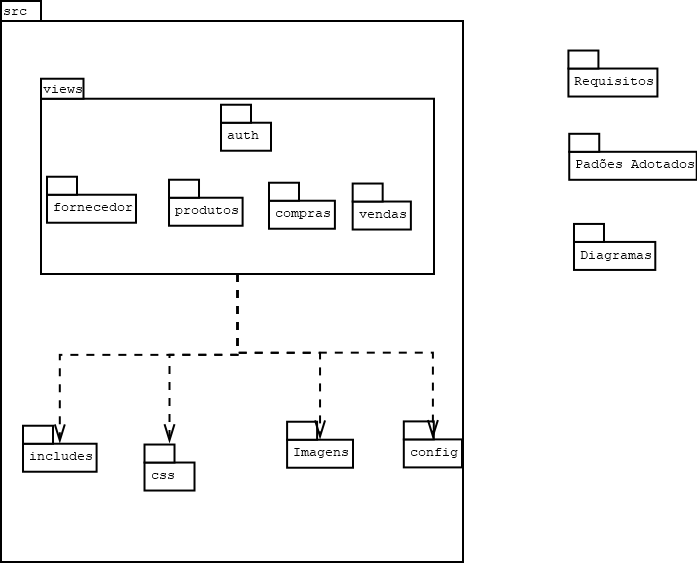 src
views
auth
fornecedor
produtos
compras
vendas
includes
css
Imagens
config
Requisitos
Padões Adotados
Diagramas